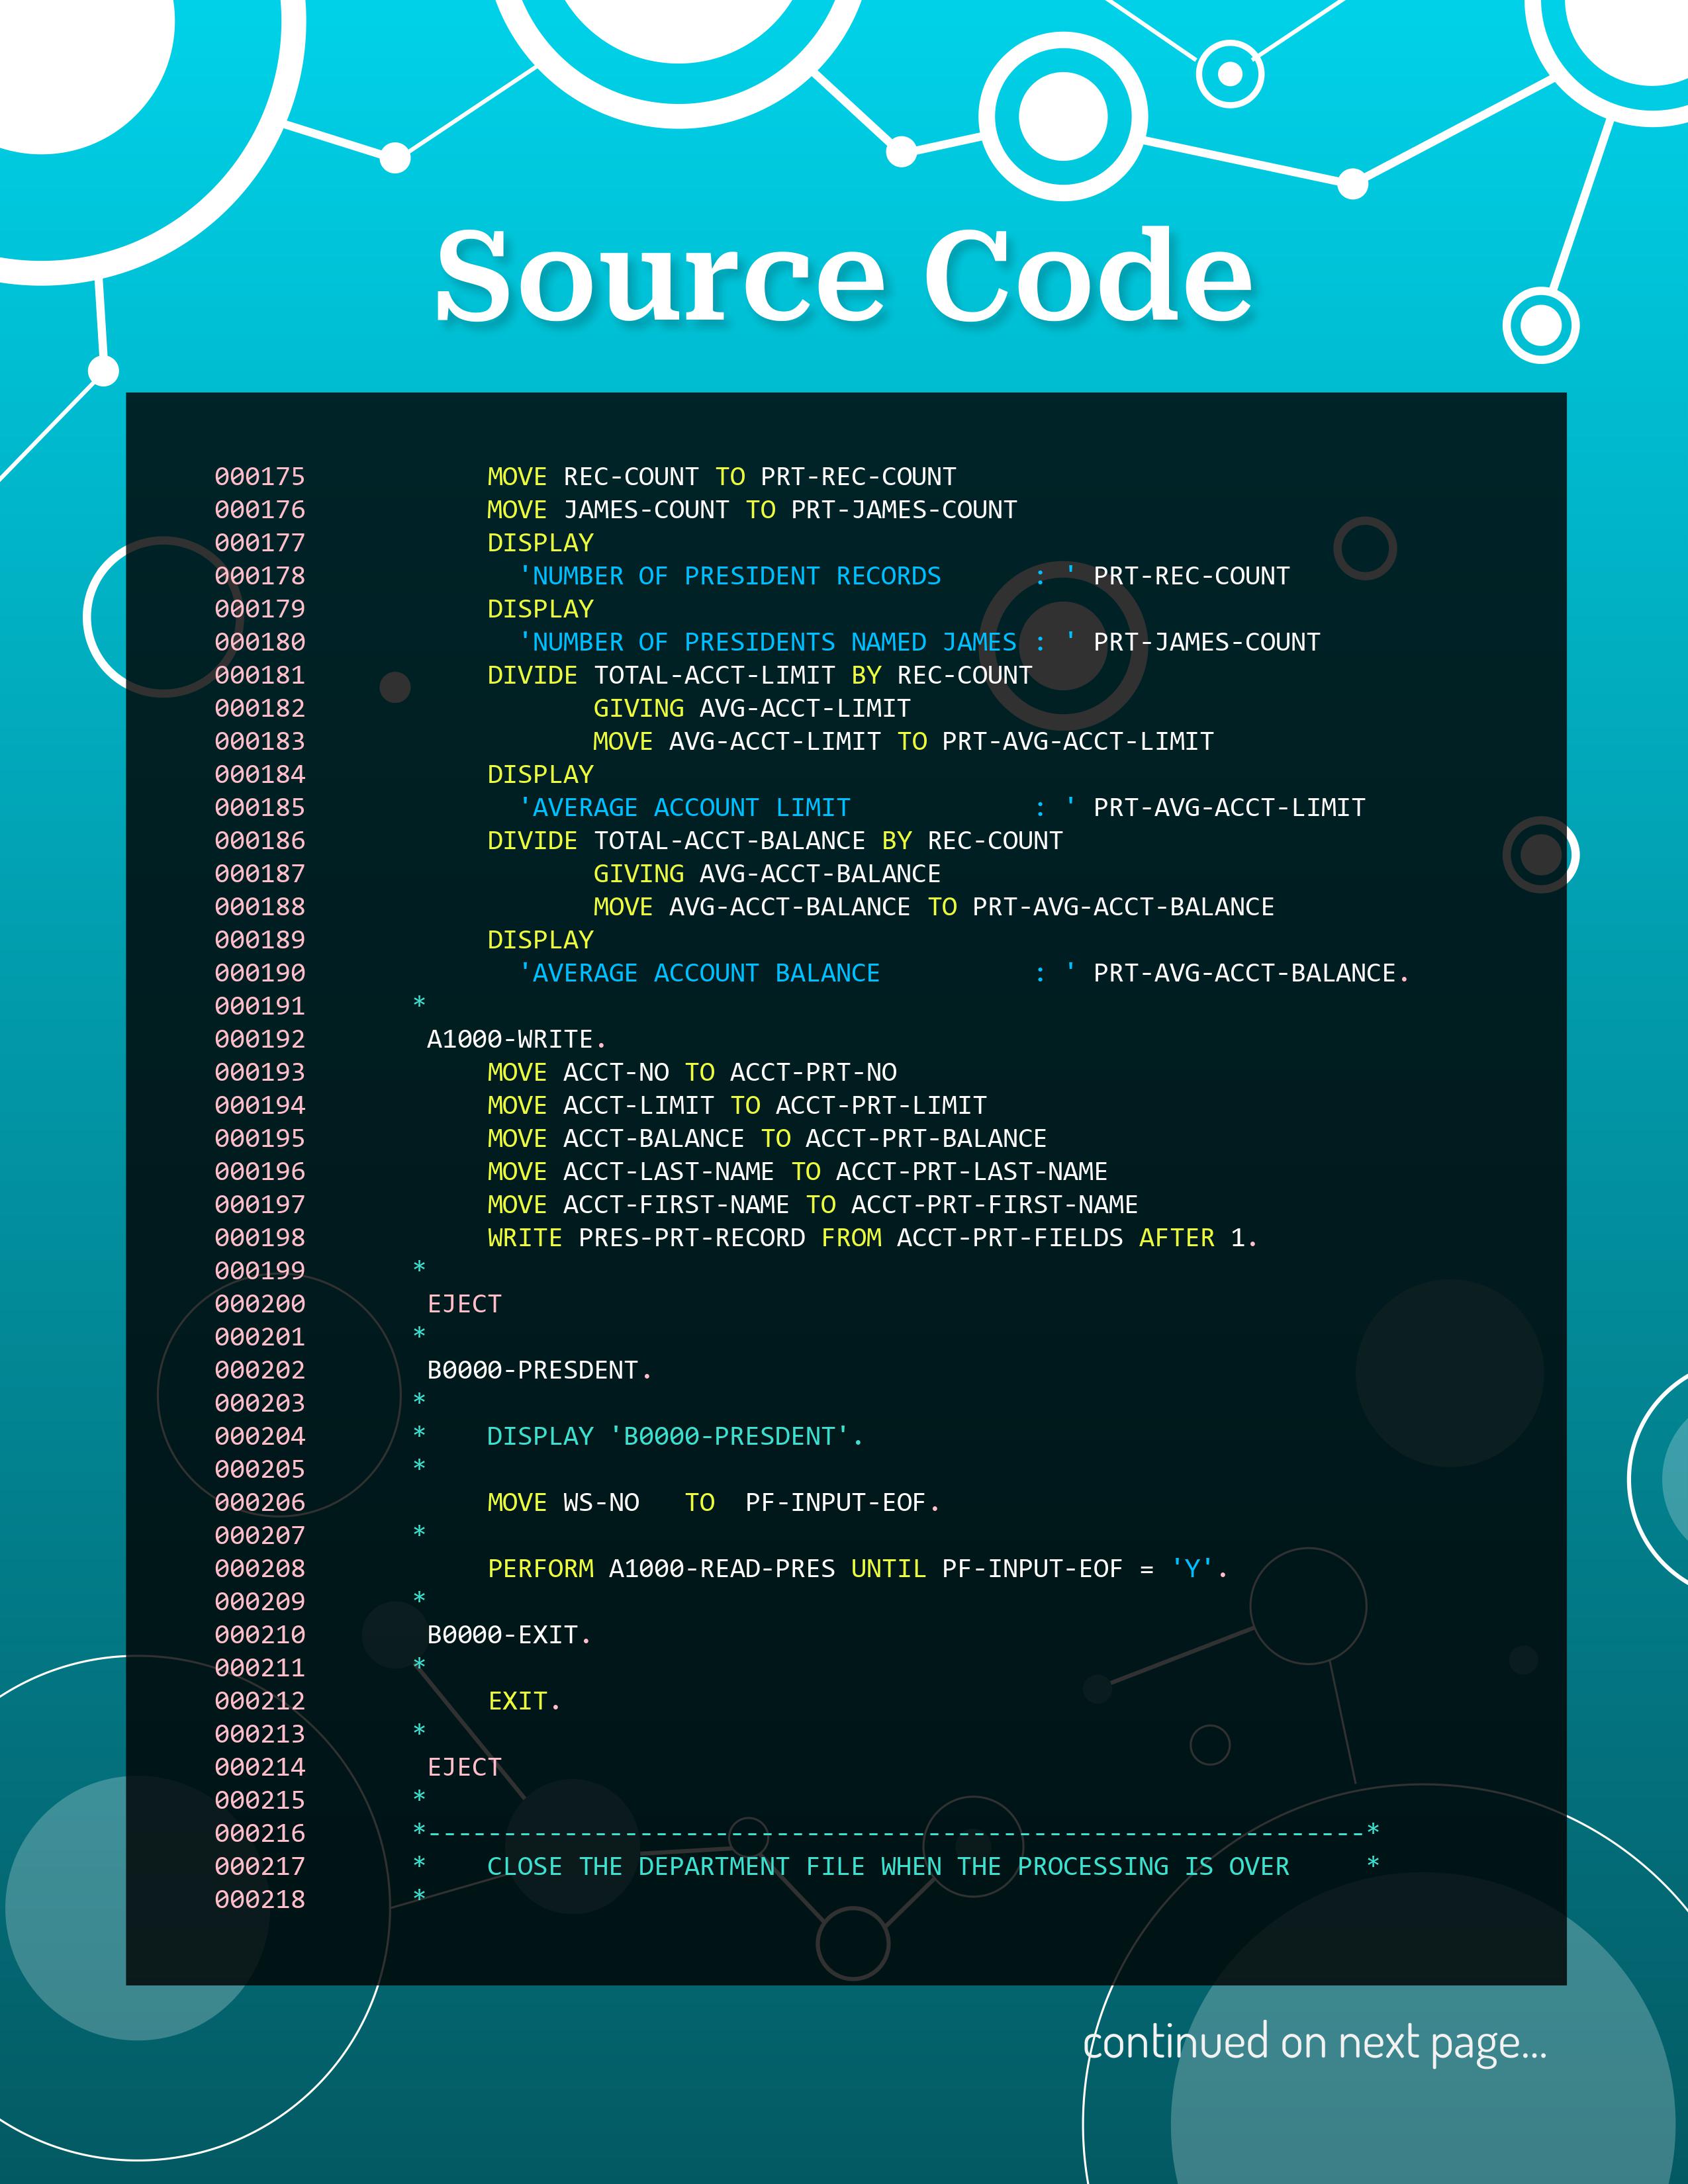 Source Code
000175            MOVE REC-COUNT TO PRT-REC-COUNT
000176            MOVE JAMES-COUNT TO PRT-JAMES-COUNT
000177            DISPLAY
000178              'NUMBER OF PRESIDENT RECORDS      : ' PRT-REC-COUNT
000179            DISPLAY
000180              'NUMBER OF PRESIDENTS NAMED JAMES : ' PRT-JAMES-COUNT
000181            DIVIDE TOTAL-ACCT-LIMIT BY REC-COUNT
000182                   GIVING AVG-ACCT-LIMIT
000183                   MOVE AVG-ACCT-LIMIT TO PRT-AVG-ACCT-LIMIT
000184            DISPLAY
000185              'AVERAGE ACCOUNT LIMIT            : ' PRT-AVG-ACCT-LIMIT
000186            DIVIDE TOTAL-ACCT-BALANCE BY REC-COUNT
000187                   GIVING AVG-ACCT-BALANCE
000188                   MOVE AVG-ACCT-BALANCE TO PRT-AVG-ACCT-BALANCE
000189            DISPLAY
000190              'AVERAGE ACCOUNT BALANCE          : ' PRT-AVG-ACCT-BALANCE.
000191       *
000192        A1000-WRITE.
000193            MOVE ACCT-NO TO ACCT-PRT-NO
000194            MOVE ACCT-LIMIT TO ACCT-PRT-LIMIT
000195            MOVE ACCT-BALANCE TO ACCT-PRT-BALANCE
000196            MOVE ACCT-LAST-NAME TO ACCT-PRT-LAST-NAME
000197            MOVE ACCT-FIRST-NAME TO ACCT-PRT-FIRST-NAME
000198            WRITE PRES-PRT-RECORD FROM ACCT-PRT-FIELDS AFTER 1.
000199       *
000200        EJECT
000201       *
000202        B0000-PRESDENT.
000203       *
000204       *    DISPLAY 'B0000-PRESDENT'.
000205       *
000206            MOVE WS-NO   TO  PF-INPUT-EOF.
000207       *
000208            PERFORM A1000-READ-PRES UNTIL PF-INPUT-EOF = 'Y'.
000209       *
000210        B0000-EXIT.
000211       *
000212            EXIT.
000213       *
000214        EJECT
000215       *
000216       *--------------------------------------------------------------*
000217       *    CLOSE THE DEPARTMENT FILE WHEN THE PROCESSING IS OVER     *
000218       *
continued on next page...